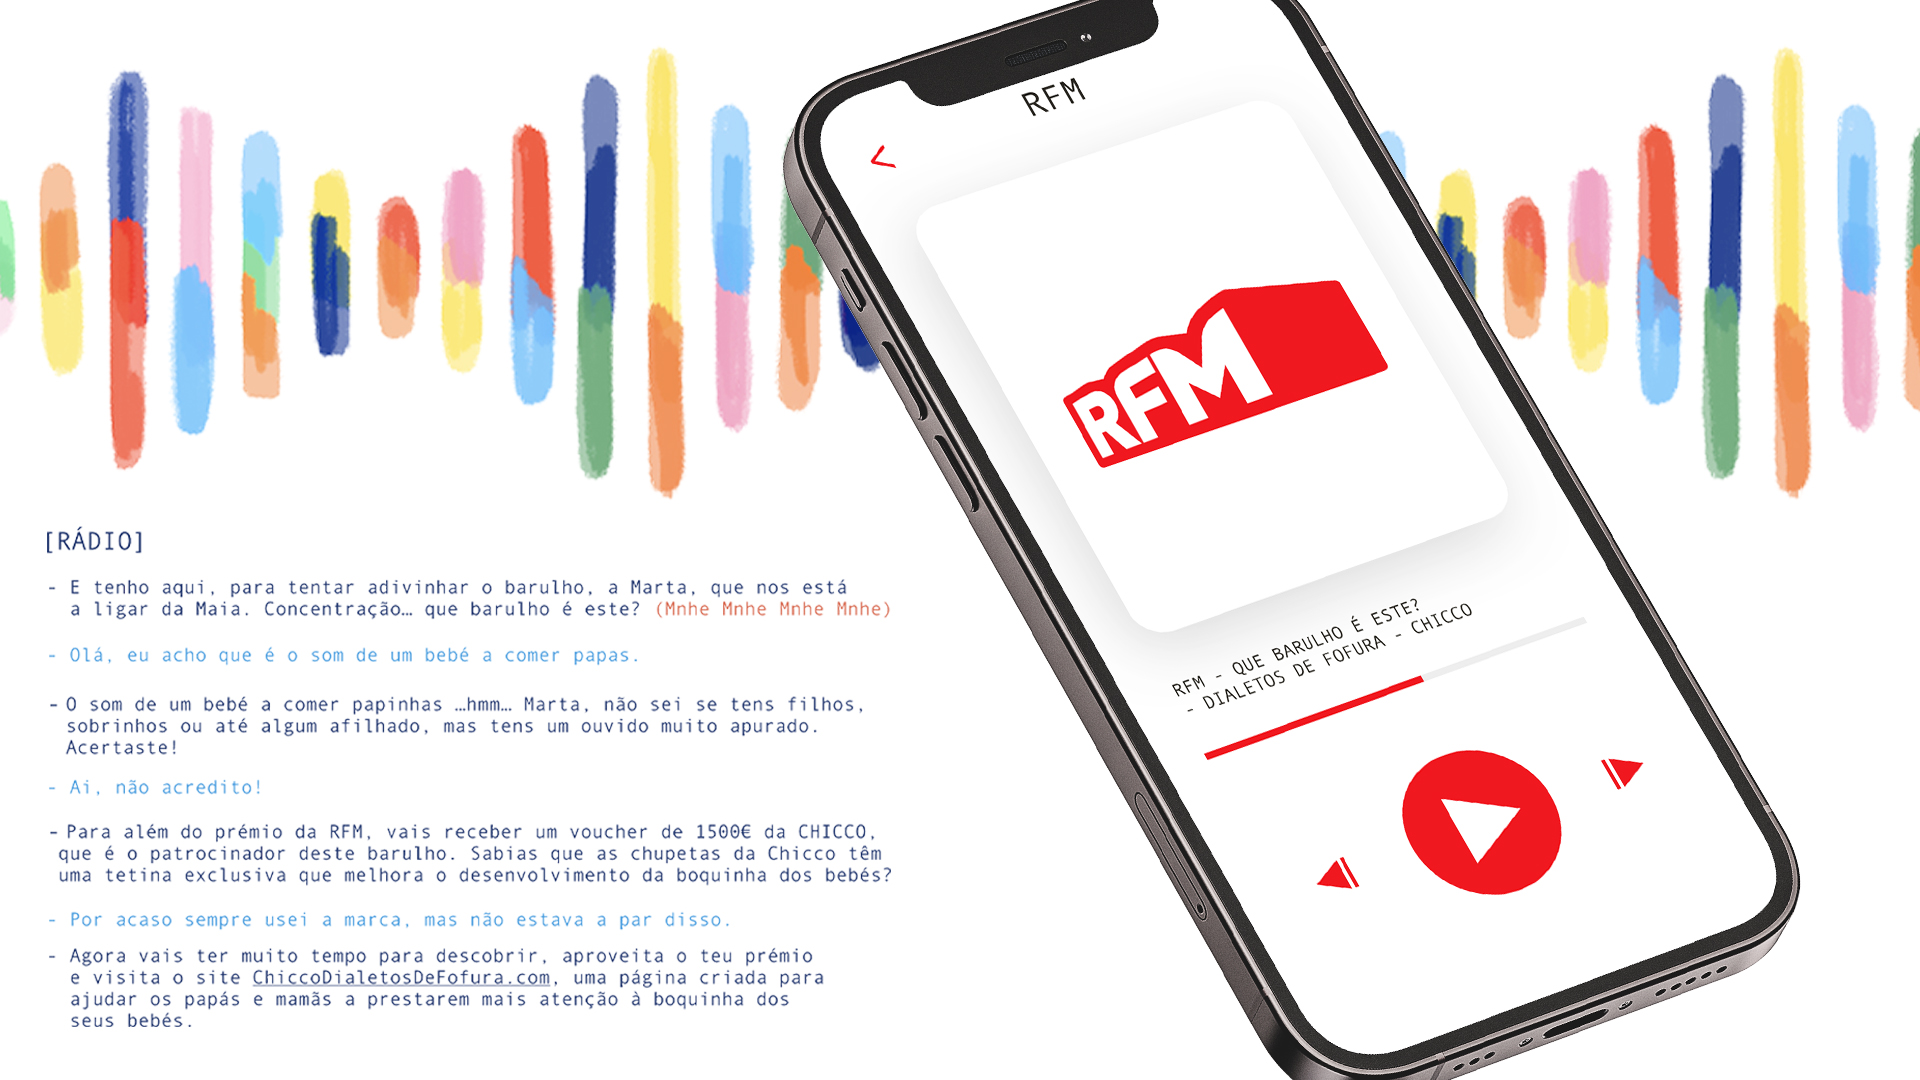 [RÁDIO]
- E tenho aqui, para tentar adivinhar o barulho, a Marta, que nos está
a ligar da Maia. Concentração… que barulho é este? (Mnhe Mnhe Mnhe Mnhe)
- Olá, eu acho que é o som de um bebé a comer papas.
- O som de um bebé a comer papinhas …hmm… Marta, não sei se tens filhos,
sobrinhos ou até algum afilhado, mas tens um ouvido muito apurado.
Acertaste!
- Ai, não acredito!
- Para além do prémio da RFM, vais receber um voucher de 1500€ da CHICCO,
que é o patrocinador deste barulho. Sabias que as chupetas da Chicco têm
uma tetina exclusiva que melhora o desenvolvimento da boquinha dos bebés?
- Por acaso sempre usei a marca, mas não estava a par disso.
- Agora vais ter muito tempo para descobrir, aproveita o teu prémio
e visita o site ChiccoDialetosDeFofura.com, uma página criada para
ajudar os papás e mamãs a prestarem mais atenção à boquinha dos
seus bebés.
RFM
RFM
RFM - QUE BARULHO É ESTE?
- DIALETOS DE FOFURA - CHICCO